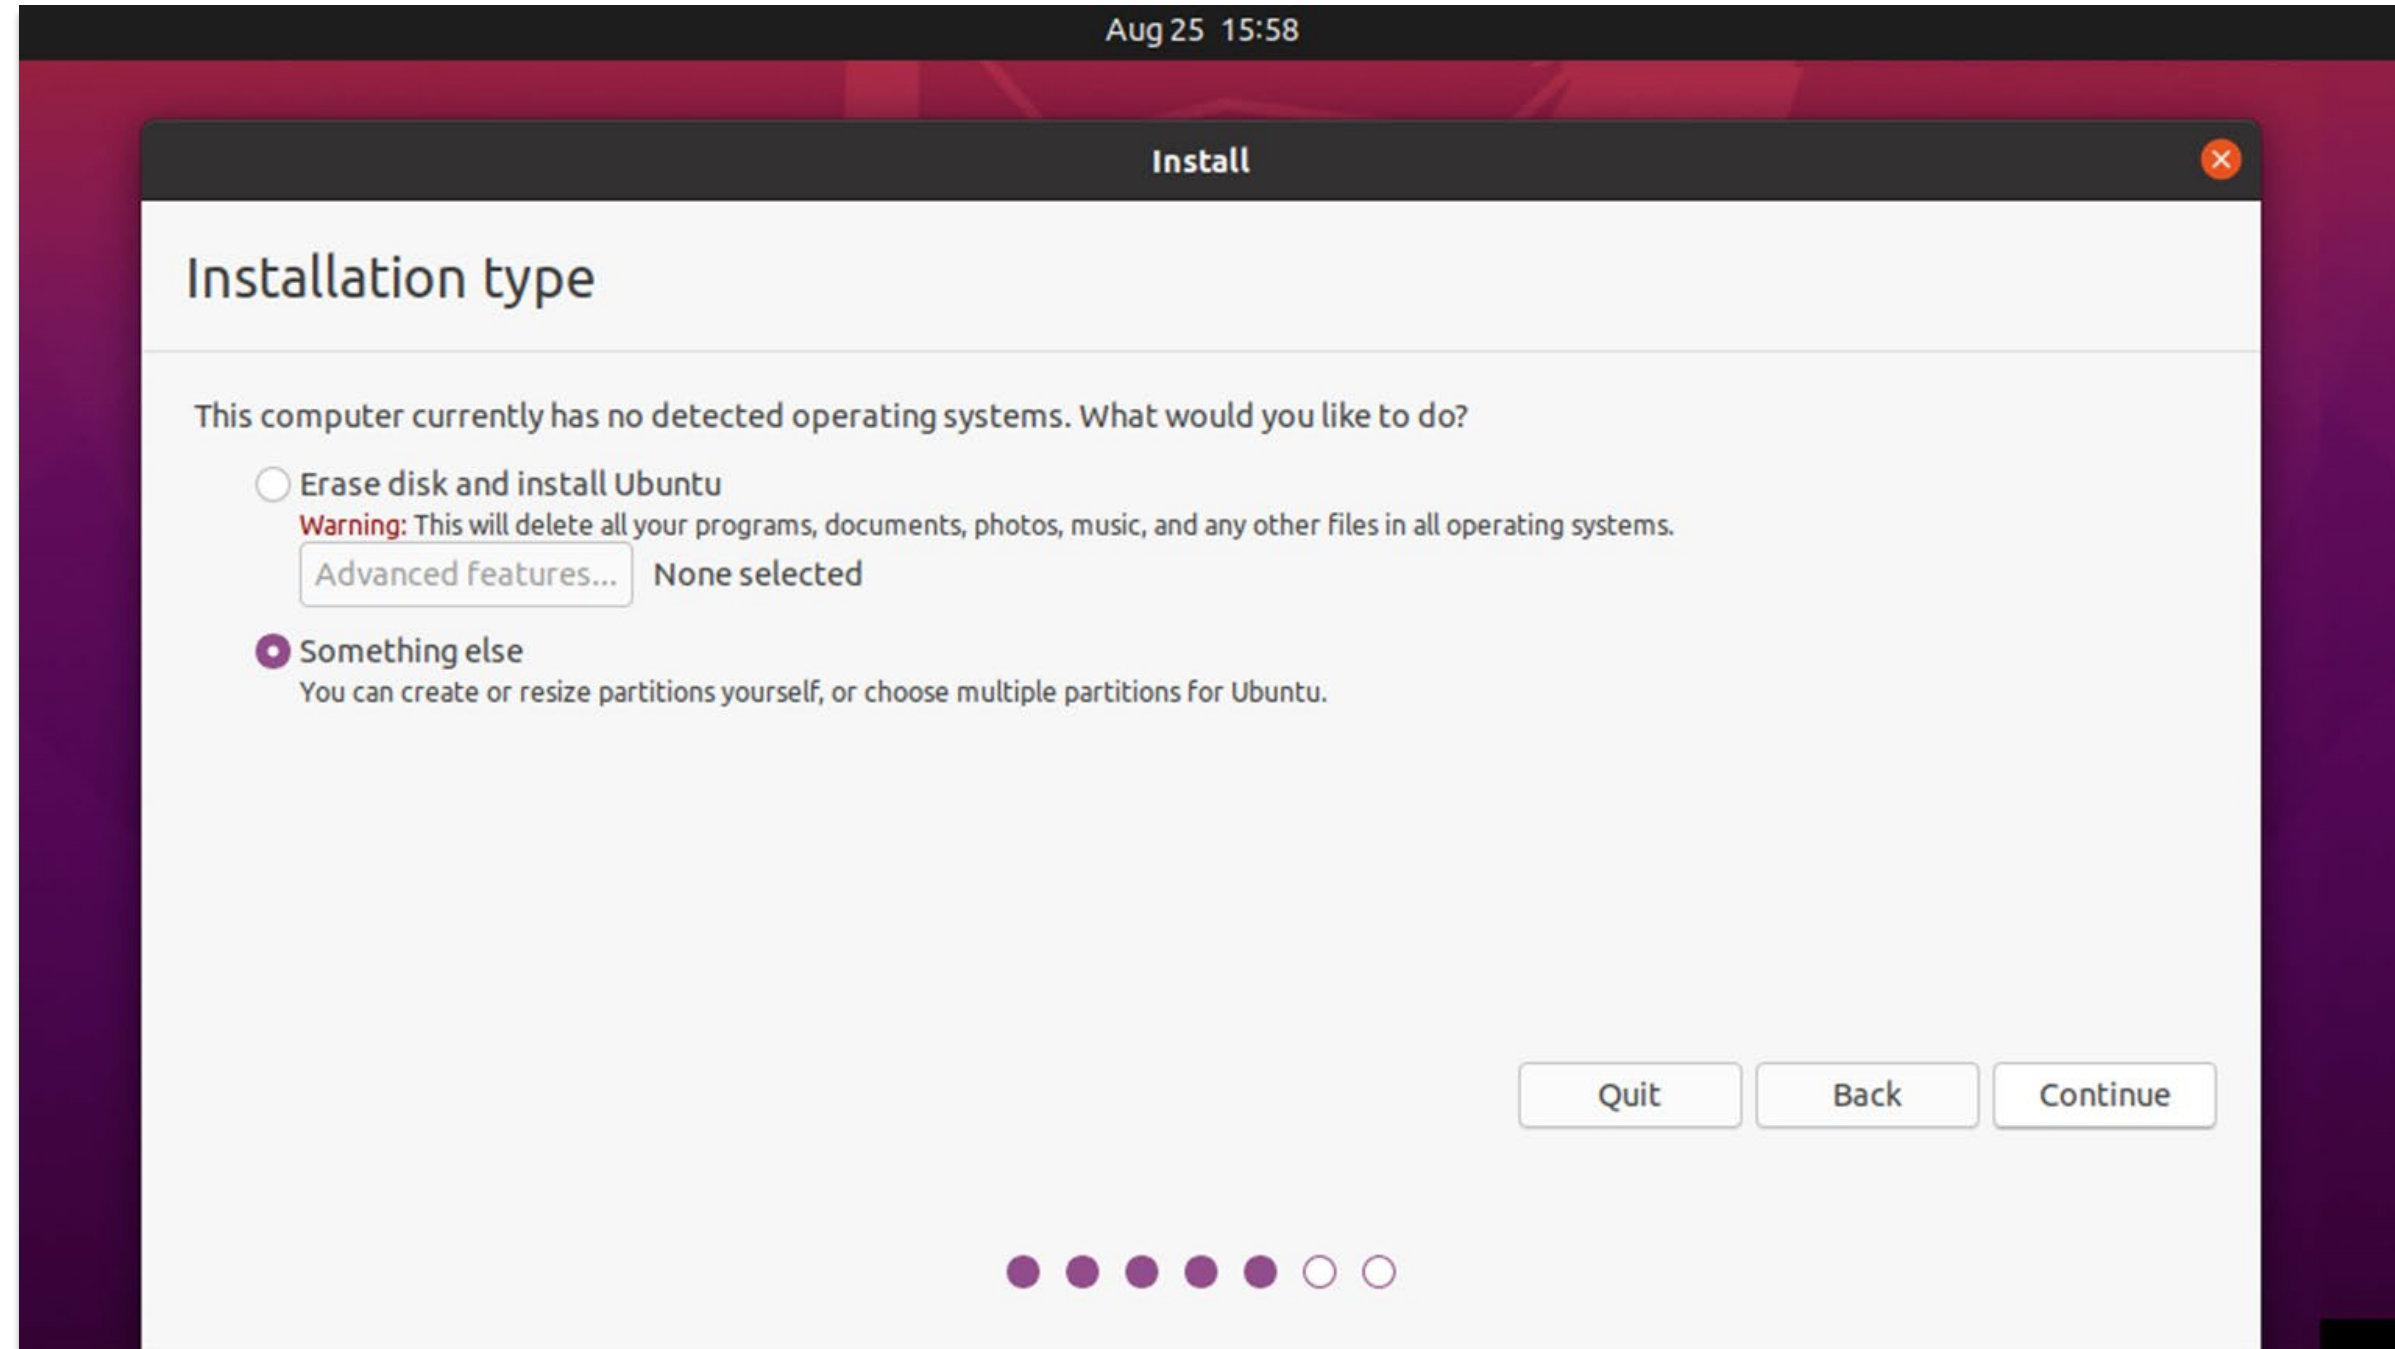 Aug 25 15:58
Install
Installation type
This computer currently has no detected operating systems. What would you like to do?
Erase disk and install Ubuntu
Warning: This will delete all your programs, documents, photos, music, and any other files in all operating systems.
Advanced features... None selected
Something else
You can create or resize partitions yourself, or choose multiple partitions for Ubuntu.
Quit Back Continue